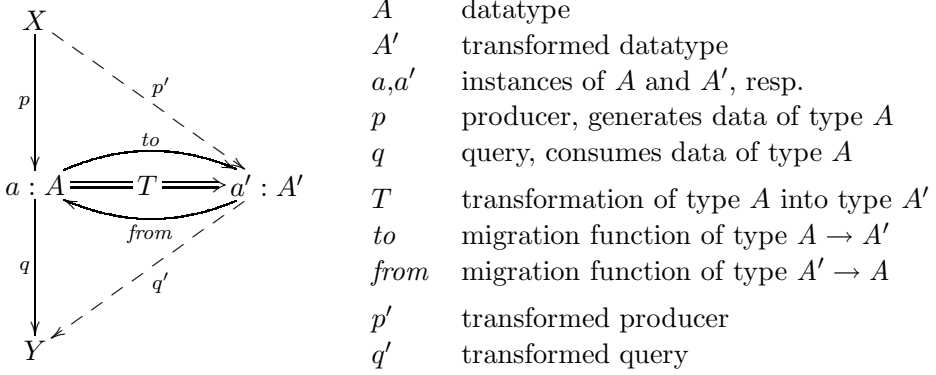 X
p
p′
to
a : A T a′ : A′
from
q
q′
Y
A datatype
A′ transformed datatype
a,a′ instances of A and A′, resp.
p producer, generates data of type A
q query, consumes data of type A
T transformation of type A into type A′
to migration function of type A → A′
from migration function of type A′ → A
p′ transformed producer
q′ transformed query